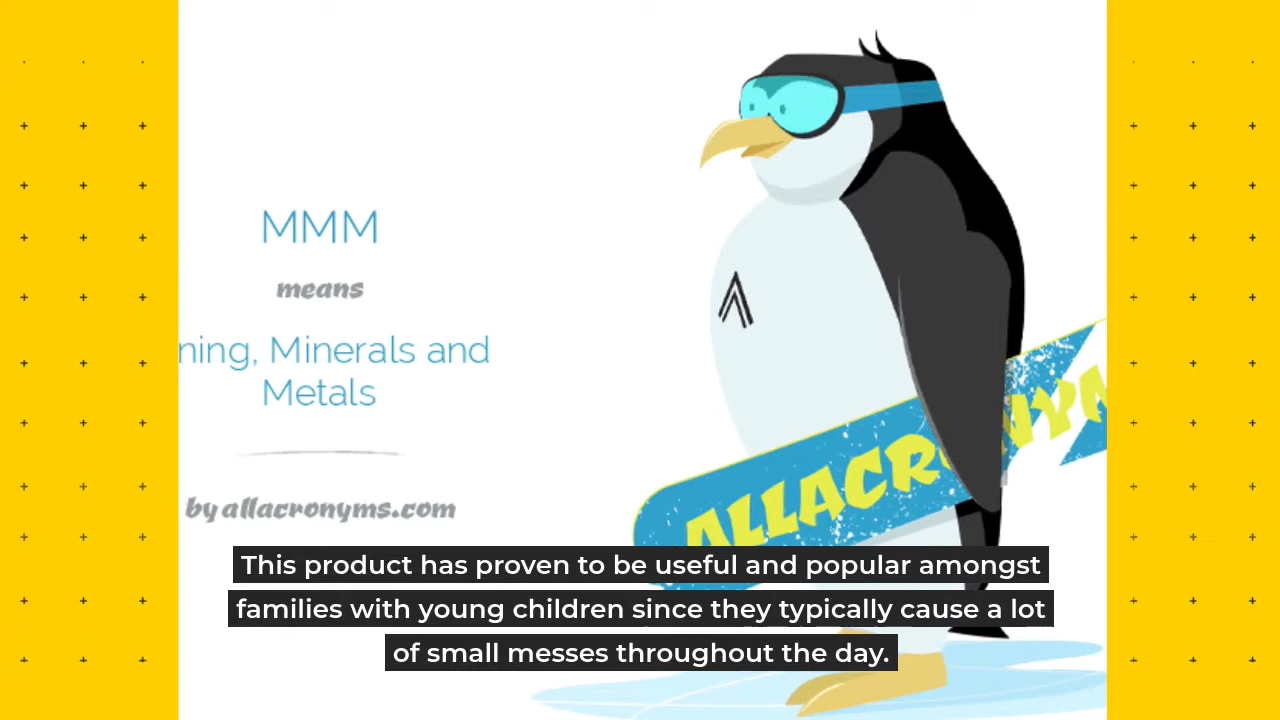 MMM
means
ning, Minerals and
Metals
by allacronyms.com
ALLACRONYM
This product has proven to be useful and popular amongst
families with young children since they typically cause a lot
of small messes throughout the day.